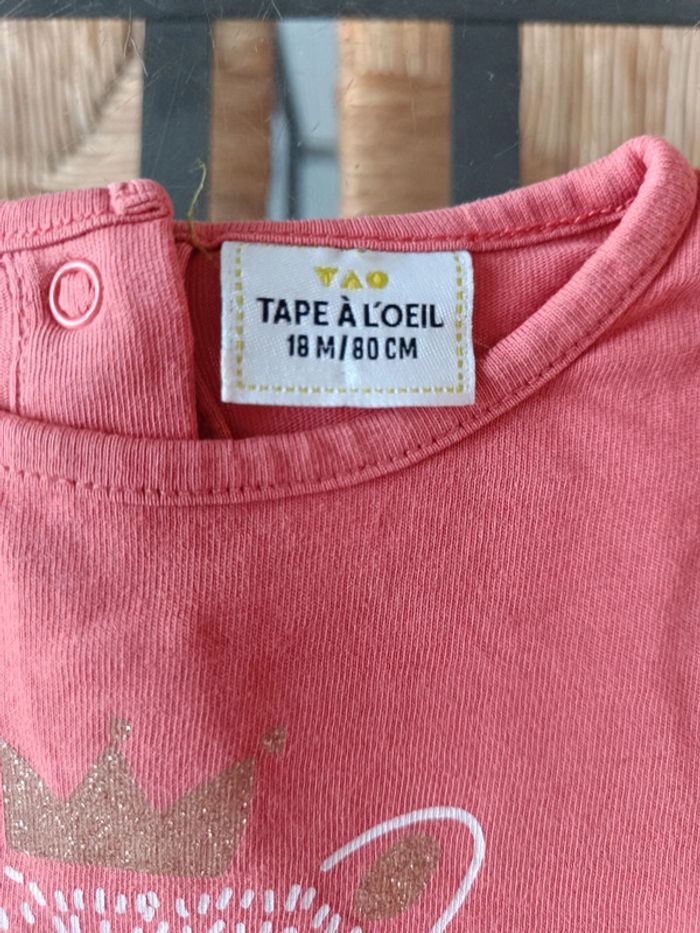 TAO
TAPE À L'OEIL
18 M/80 CM